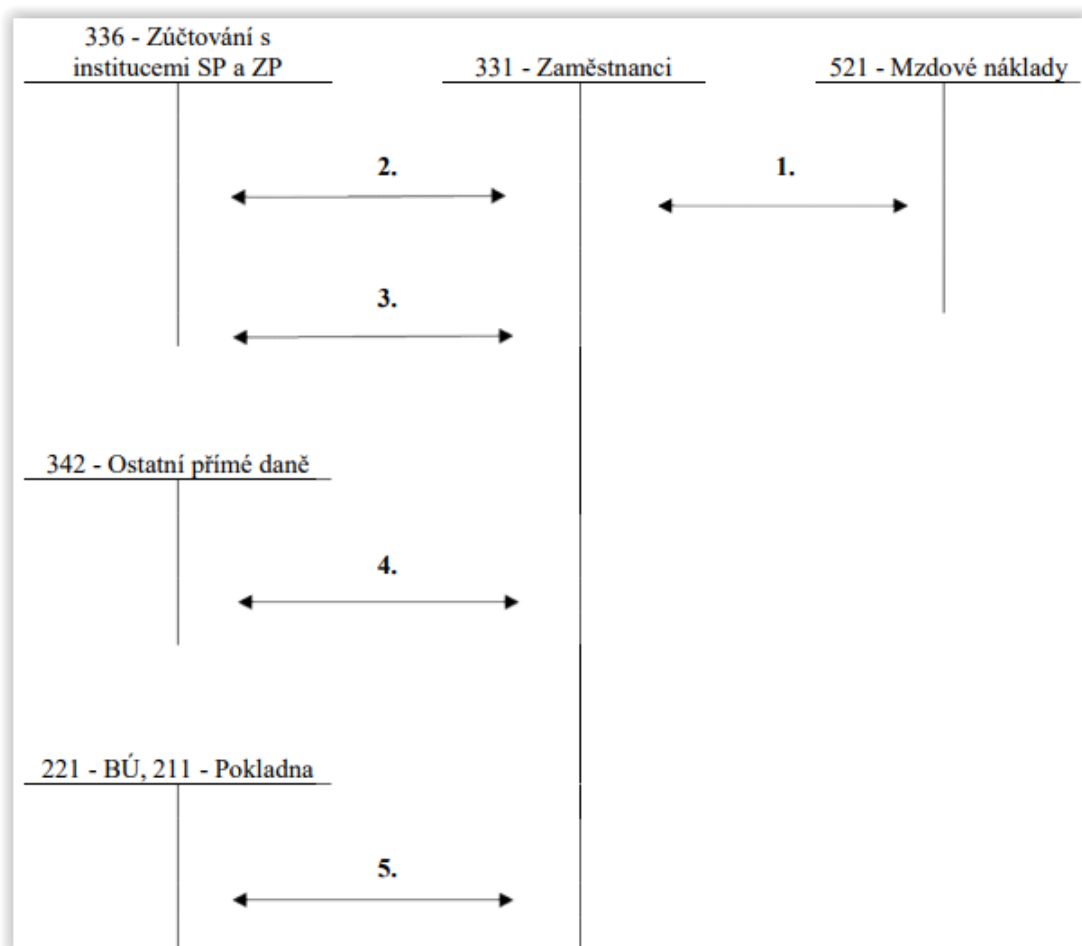 336 - Zúčtování s
institucemi SP a ZP
331 - Zaměstnanci
521 - Mzdové náklady
2.
1.
3.
342 - Ostatní přímé daně
4.
221 - BÚ, 211 - Pokladna
5.